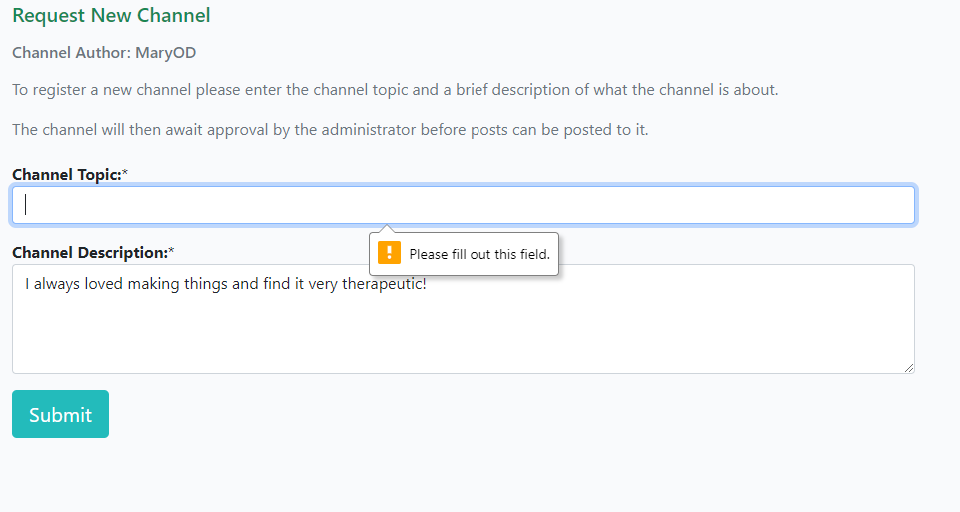 Request New Channel
Channel Author: MaryOD
To register a new channel please enter the channel topic and a brief description of what the channel is about.
The channel will then await approval by the administrator before posts can be posted to it.
Channel Topic:*
Please fill out this field.
Channel Description:*
I always loved making things and find it very therapeutic!
Submit